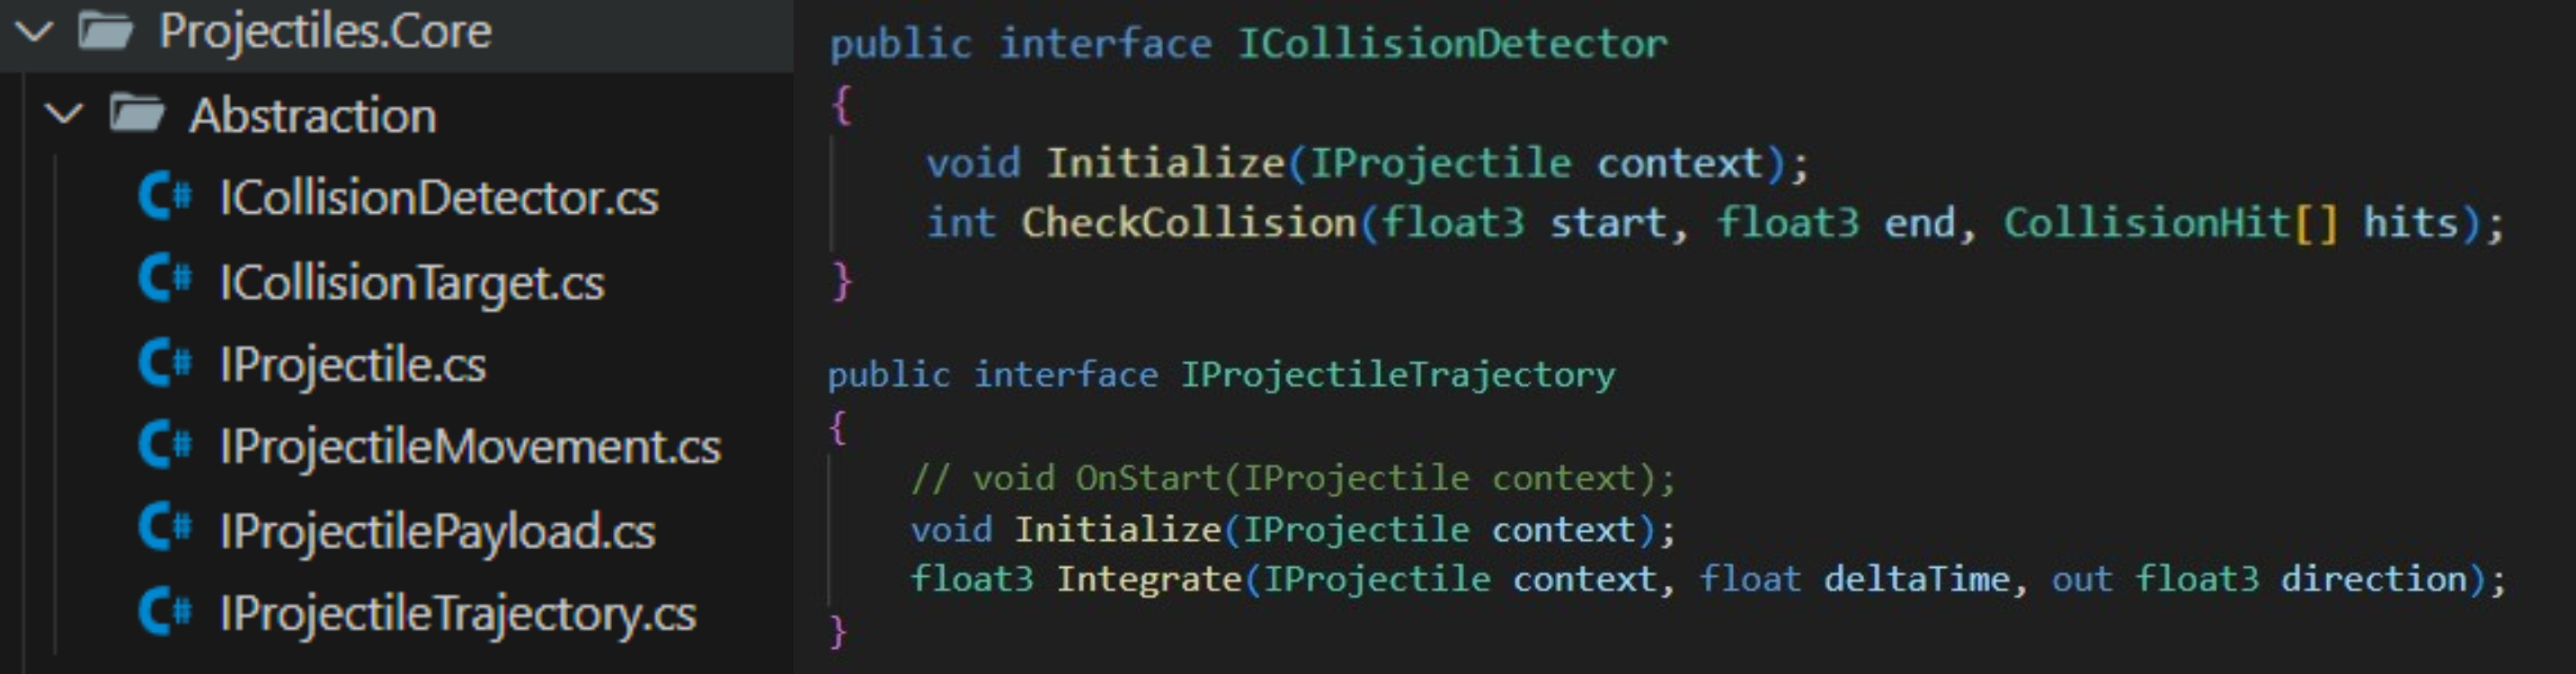 Projectiles.Core
Abstraction
C# ICollisionDetector.cs
C# ICollisionTarget.cs
C# IProjectile.cs
C# IProjectileMovement.cs
C# IProjectilePayload.cs
C# IProjectileTrajectory.cs
public interface ICollisionDetector
{
    void Initialize(IProjectile context);
    int CheckCollision(float3 start, float3 end, CollisionHit[] hits);
}
public interface IProjectileTrajectory
{
    // void OnStart(IProjectile context);
    void Initialize(IProjectile context);
    float3 Integrate(IProjectile context, float deltaTime, out float3 direction);
}